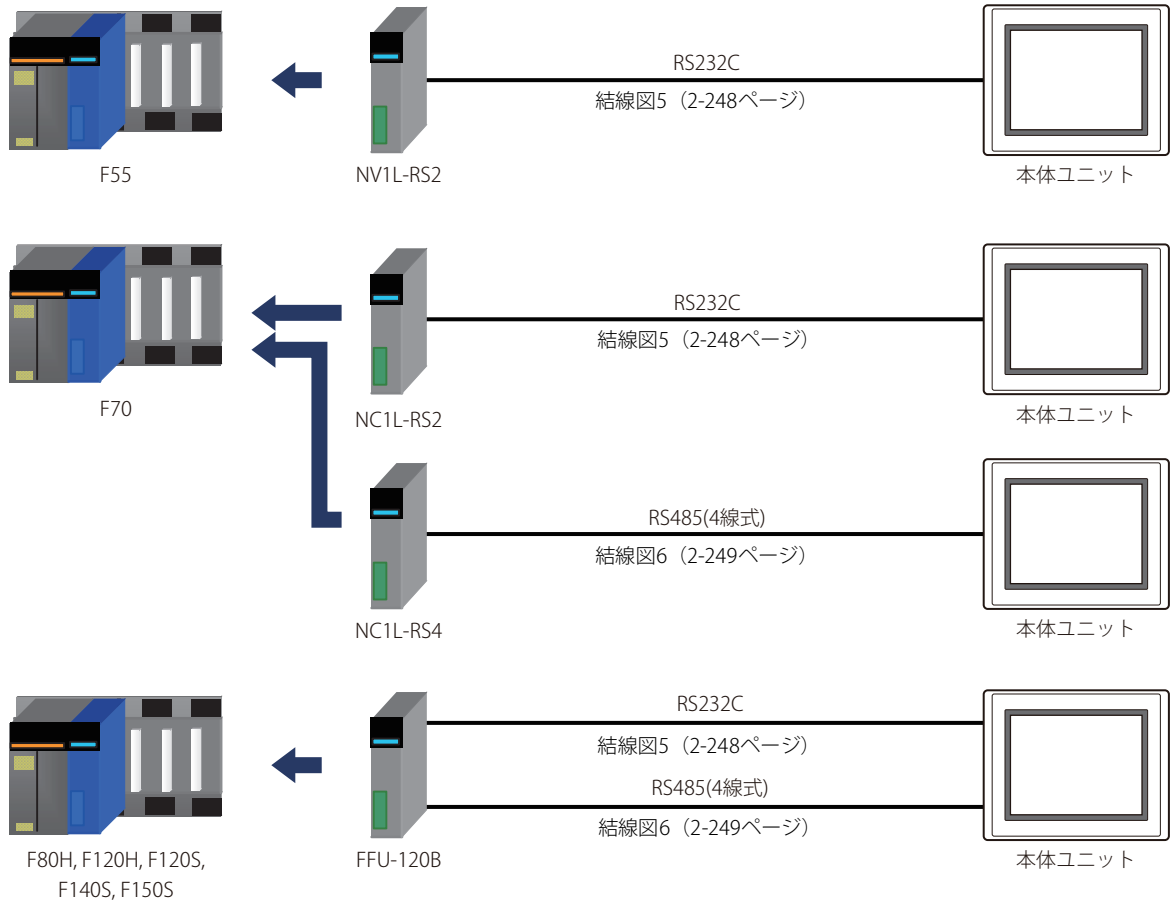 RS232C
結線図5（2-248ページ）
F55
NV1L-RS2
本体ユニット
RS232C
結線図5（2-248ページ）
F70
NC1L-RS2
本体ユニット
RS485(4線式)
結線図6（2-249ページ）
NC1L-RS4
本体ユニット
RS232C
結線図5（2-248ページ）
RS485(4線式)
結線図6（2-249ページ）
F80H, F120H, F120S,
F140S, F150S
FFU-120B
本体ユニット